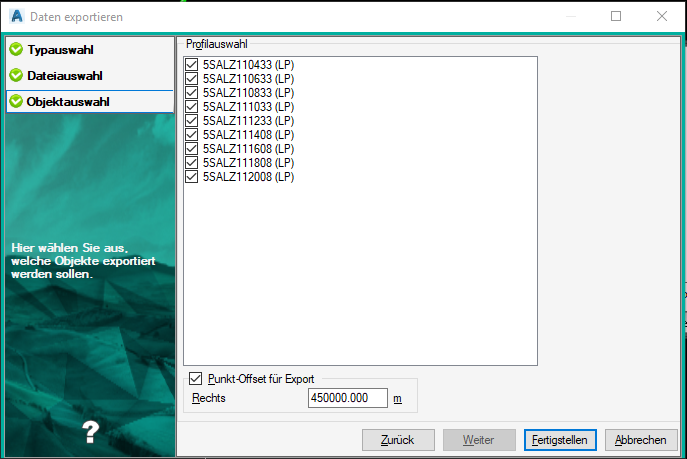 Daten exportieren
Typauswahl
Dateiauswahl
Objektauswahl
Hier wählen Sie aus,
welche Objekte exportiert
werden sollen.
?
Profilauswahl
5SALZ110433 (LP)
5SALZ110633 (LP)
5SALZ110833 (LP)
5SALZ111033 (LP)
5SALZ111233 (LP)
5SALZ111408 (LP)
5SALZ111608 (LP)
5SALZ111808 (LP)
5SALZ112008 (LP)
Punkt-Offset für Export
Rechts 450000.000 m
Zurück Weiter Fertigstellen Abbrechen